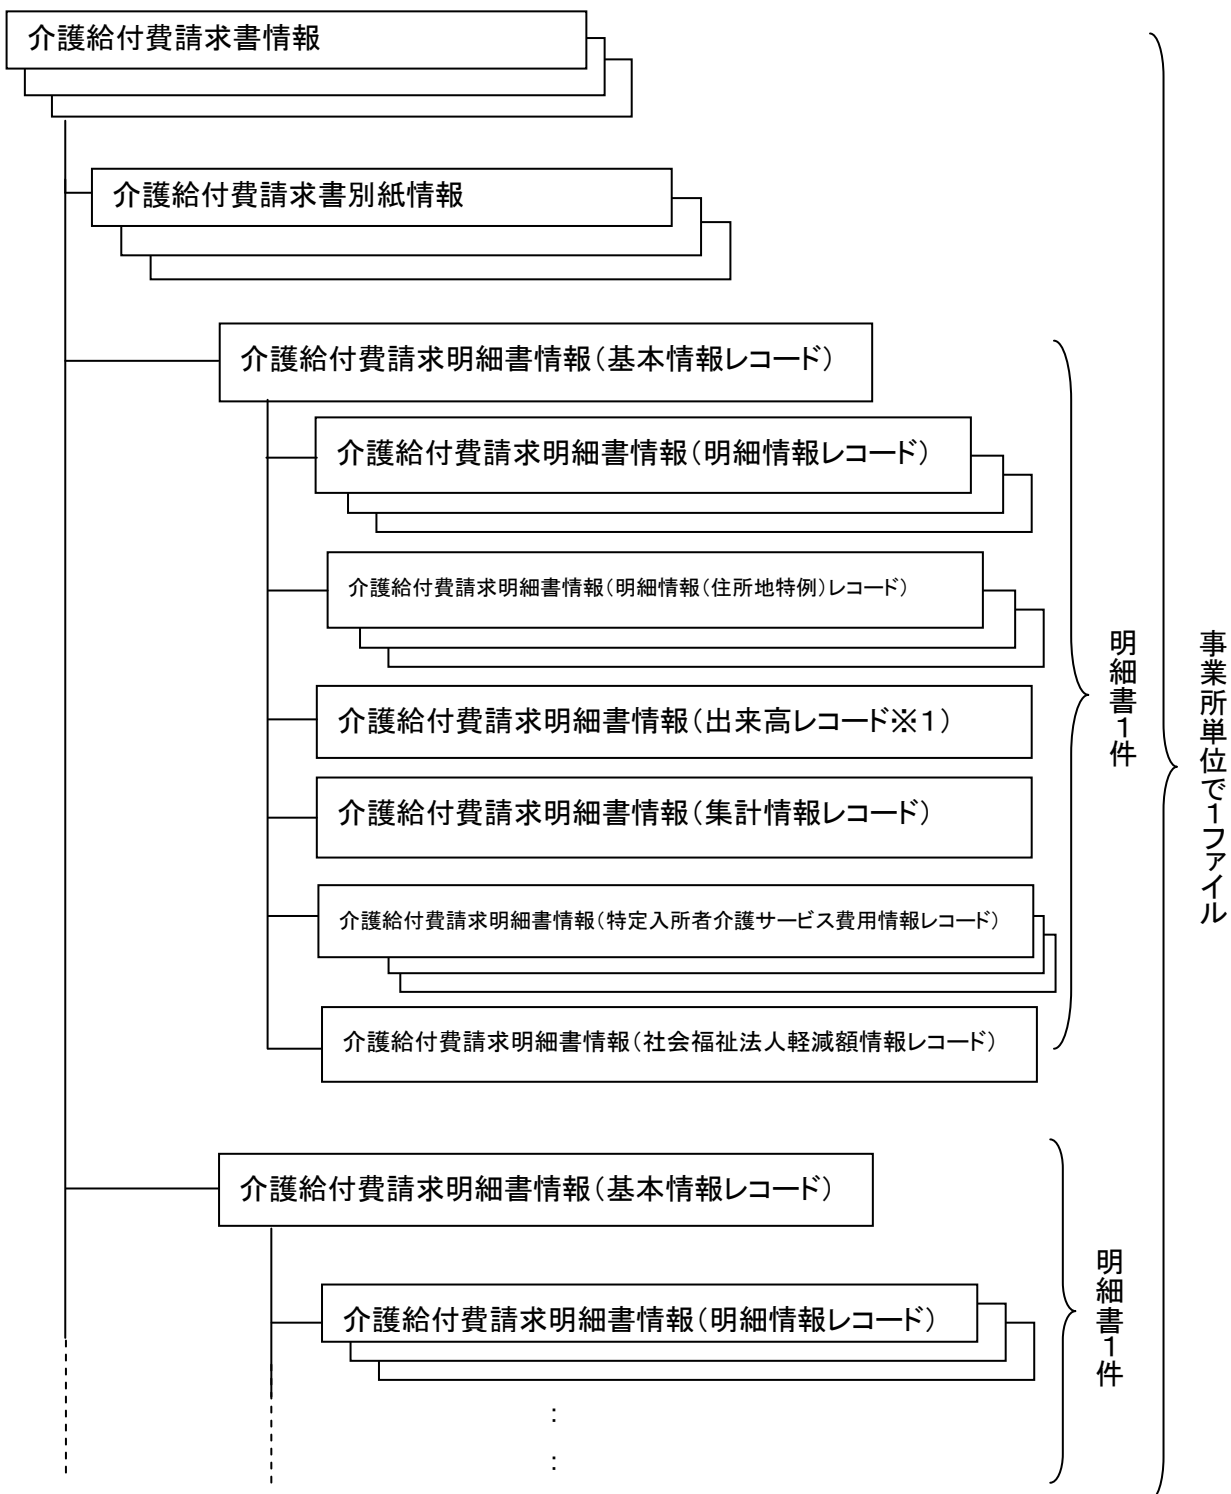 介護給付費請求書情報
介護給付費請求書別紙情報
介護給付費請求明細書情報（基本情報レコード）
介護給付費請求明細書情報（明細情報レコード）
介護給付費請求明細書情報（明細情報（住所地特例）レコード）
介護給付費請求明細書情報（出来高レコード※１）
介護給付費請求明細書情報（集計情報レコード）
介護給付費請求明細書情報（特定入所者介護サービス費用情報レコード）
介護給付費請求明細書情報（社会福祉法人軽減額情報レコード）
明細書１件
事業所単位で１ファイル
介護給付費請求明細書情報（基本情報レコード）
介護給付費請求明細書情報（明細情報レコード）
：
：
明細書１件